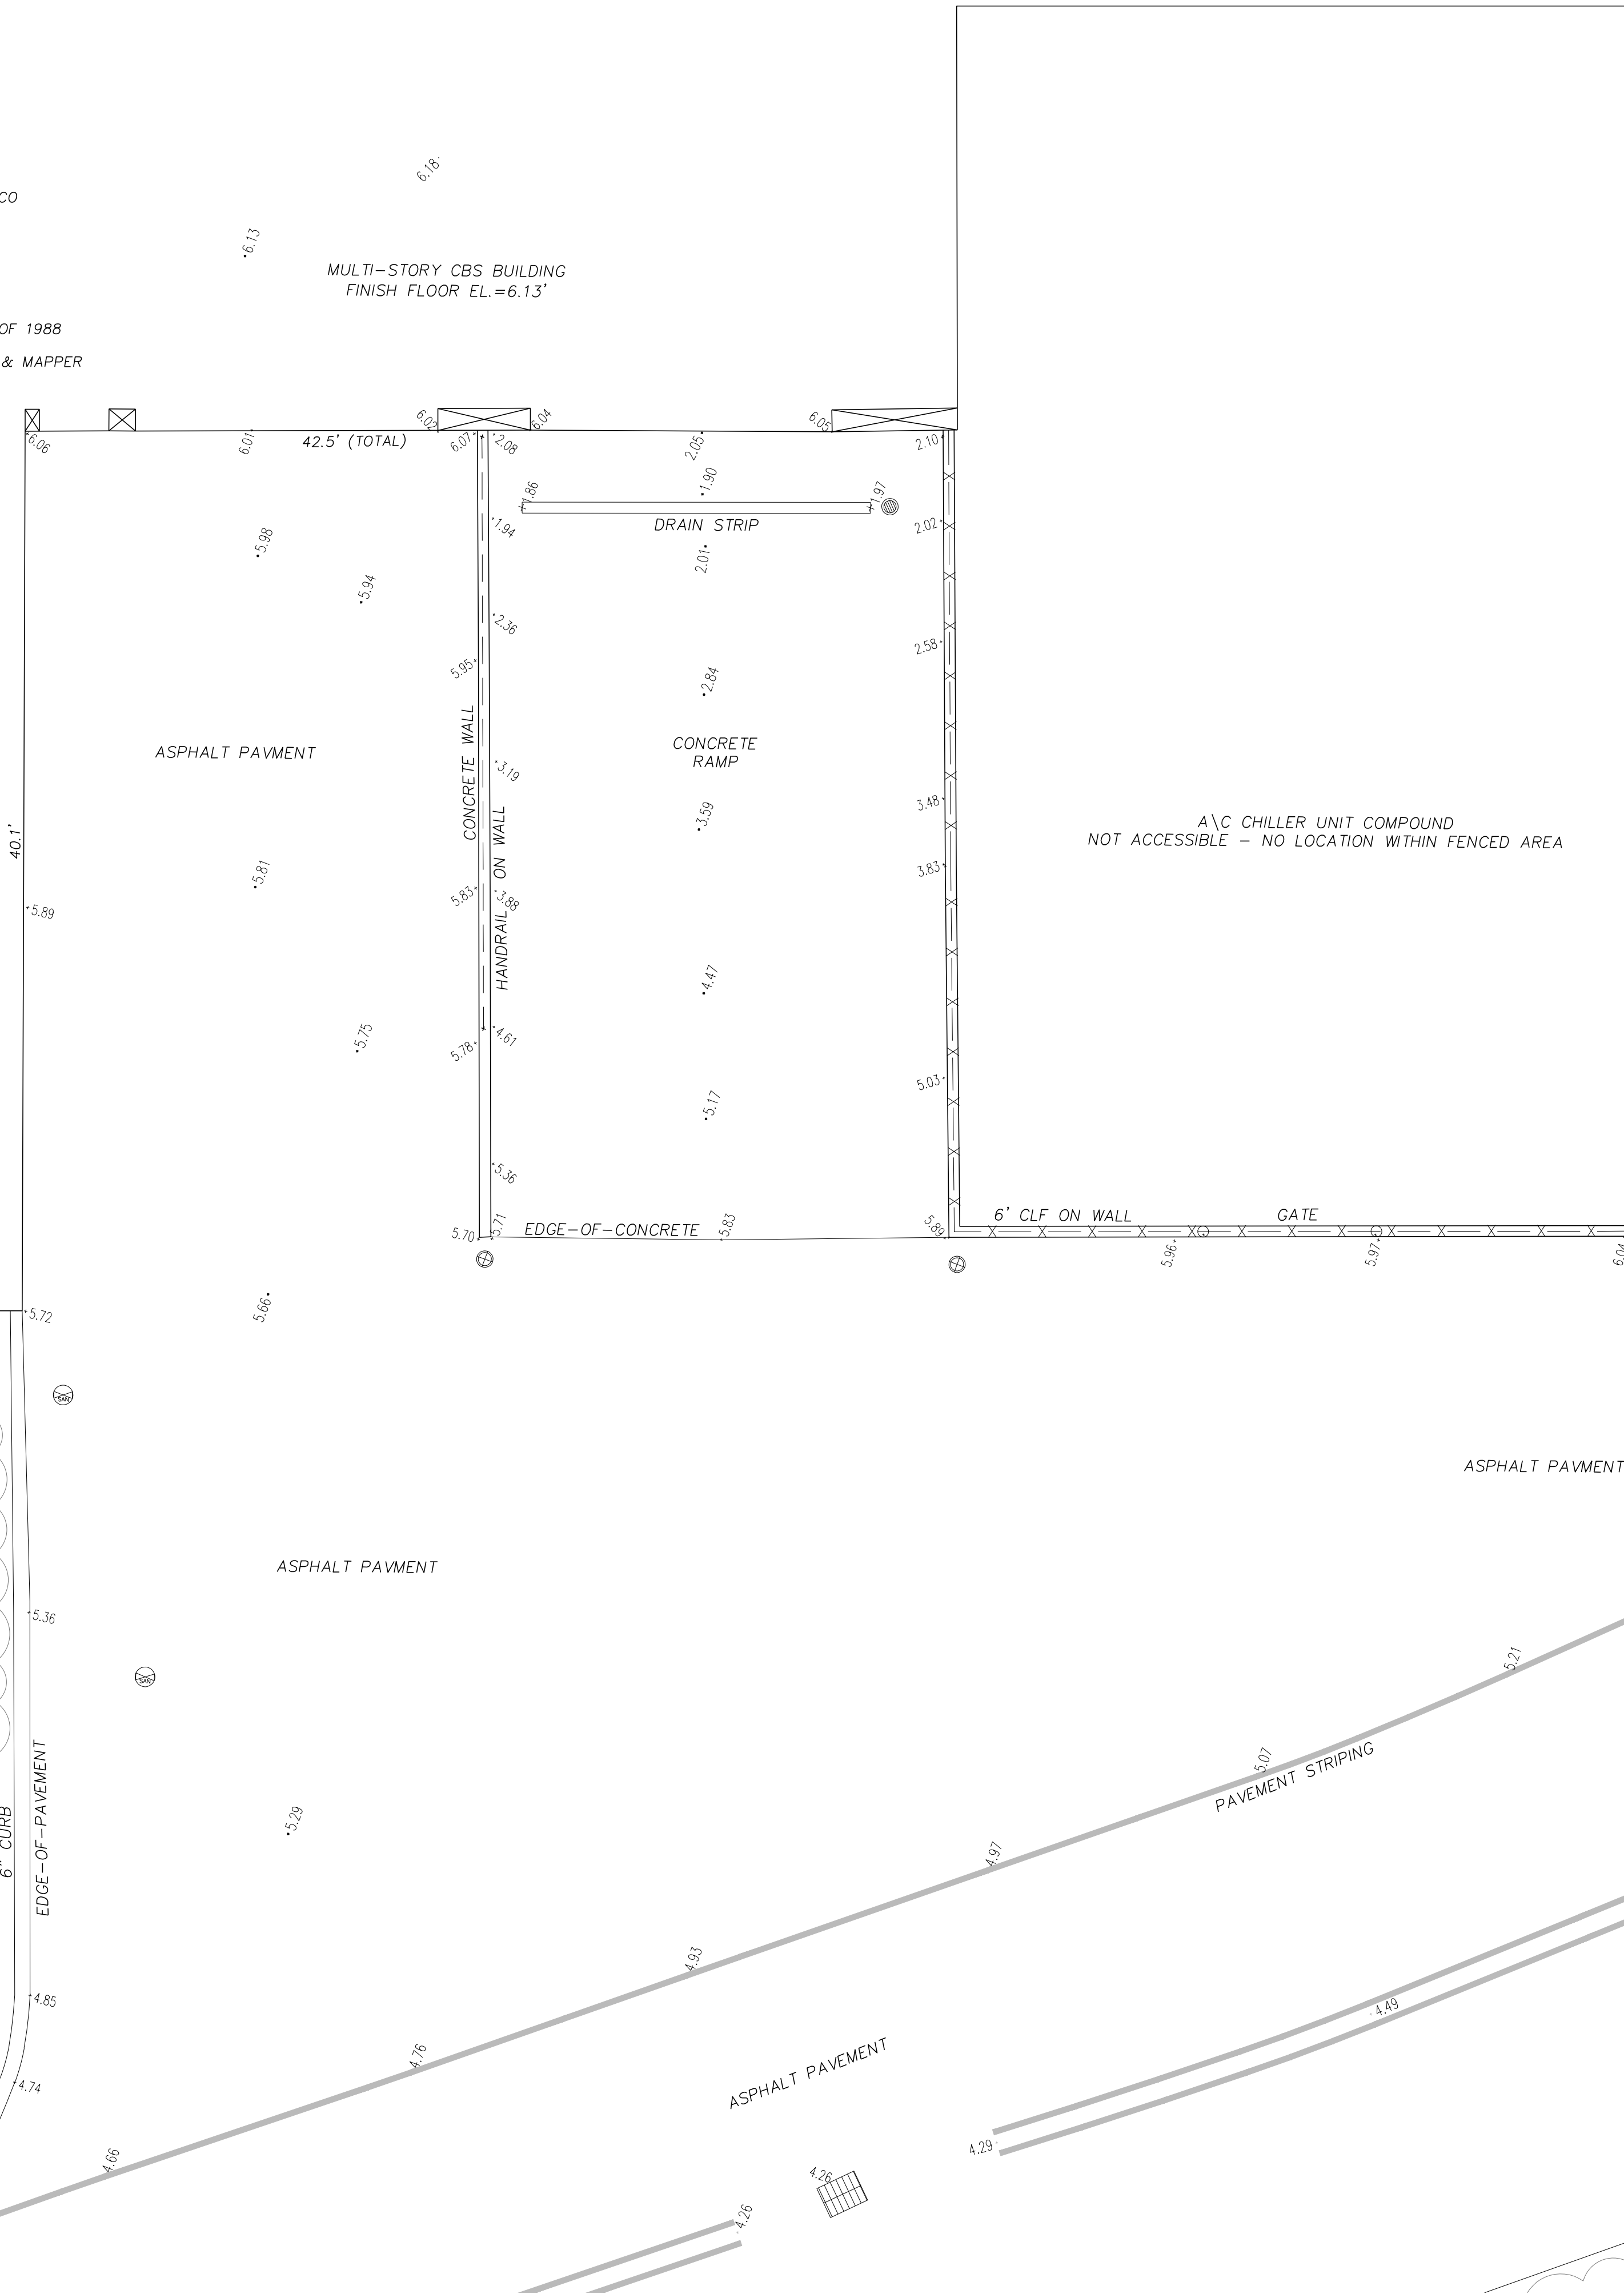 6.18
CO
6.13
MULTI-STORY CBS BUILDING
FINISH FLOOR EL.=6.13'
OF 1988
& MAPPER
6.06
6.01
42.5' (TOTAL)
6.02
6.07
2.08
6.04
2.05
6.05
2.10
1.86
1.90
1.97
DRAIN STRIP
1.94
2.02
5.98
2.01
5.94
2.36
2.58
5.95
2.84
CONCRETE WALL
ASPHALT PAVMENT
CONCRETE
RAMP
3.19
3.48
3.59
40.1'
A\C CHILLER UNIT COMPOUND
NOT ACCESSIBLE - NO LOCATION WITHIN FENCED AREA
5.81
3.83
5.83
3.88
HANDRAIL ON WALL
5.89
4.47
5.75
5.78
4.61
5.03
5.17
5.36
5.70
5.71
EDGE-OF-CONCRETE
5.83
5.89
6' CLF ON WALL
GATE
5.96
5.97
6.04
5.66
5.72
SAN
ASPHALT PAVMENT
ASPHALT PAVMENT
5.36
SAN
5.21
5.07
PAVEMENT STRIPING
6" CURB
EDGE-OF-PAVEMENT
5.29
4.97
4.93
4.85
4.49
4.76
4.74
ASPHALT PAVEMENT
4.66
4.29
4.26
4.26